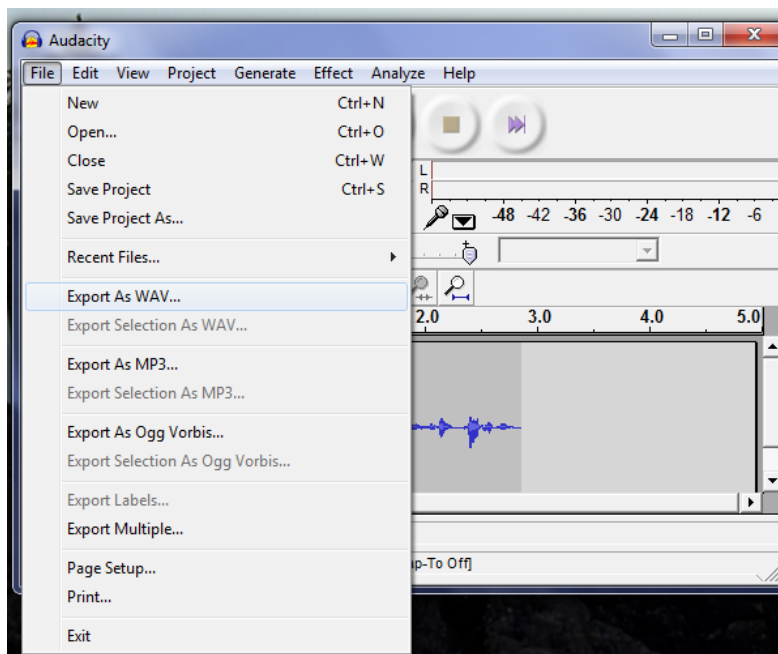 Audacity
File Edit View Project Generate Effect Analyze Help
New Ctrl+N
Open... Ctrl+O
Close Ctrl+W
Save Project Ctrl+S
Save Project As...
Recent Files...
Export As WAV...
Export Selection As WAV...
Export As MP3...
Export Selection As MP3...
Export As Ogg Vorbis...
Export Selection As Ogg Vorbis...
Export Labels...
Export Multiple...
Page Setup...
Print...
Exit
L
R
-48 -42 -36 -30 -24 -18 -12 -6
2.0 3.0 4.0 5.0
p-To Off]